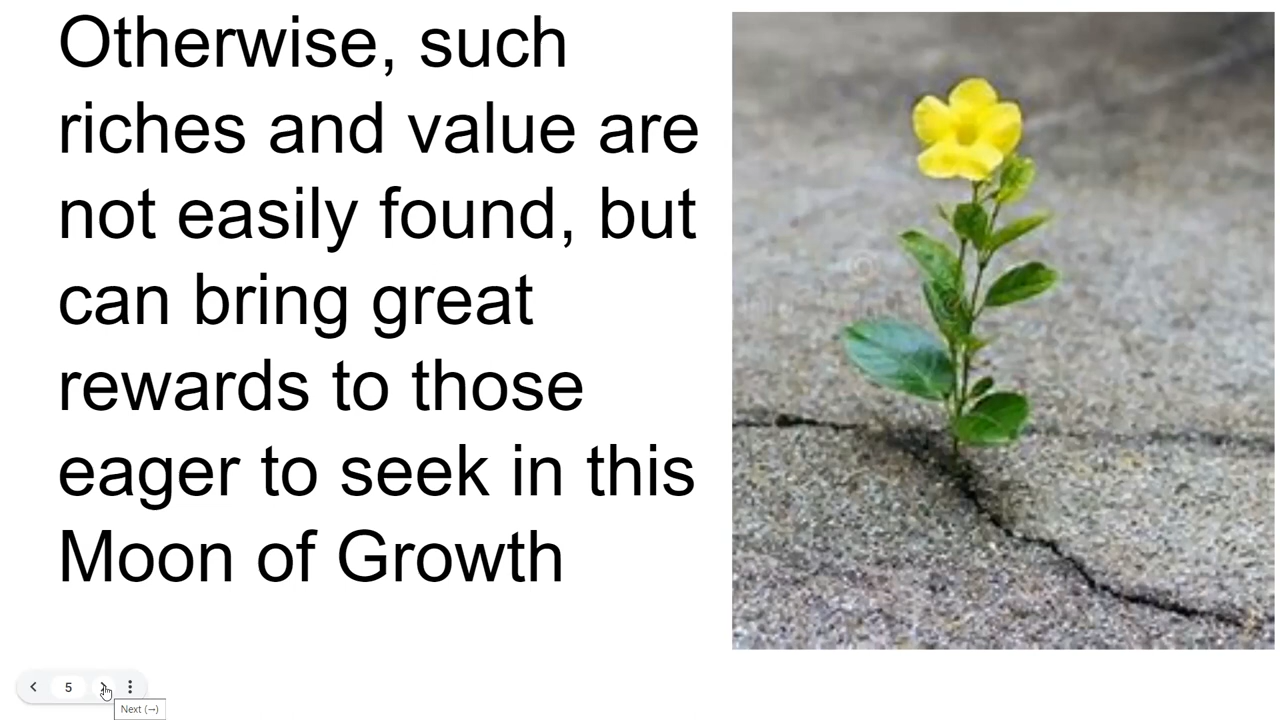 Otherwise, such
riches and value are
not easily found, but
can bring great
rewards to those
eager to seek in this
Moon of Growth
5
Next (→)